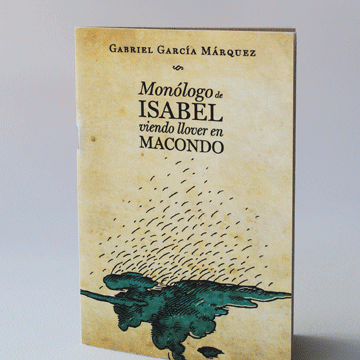 GABRIEL GARCÍA MÁRQUEZ
Monólogo de
ISABEL
viendo llover en
MACONDO